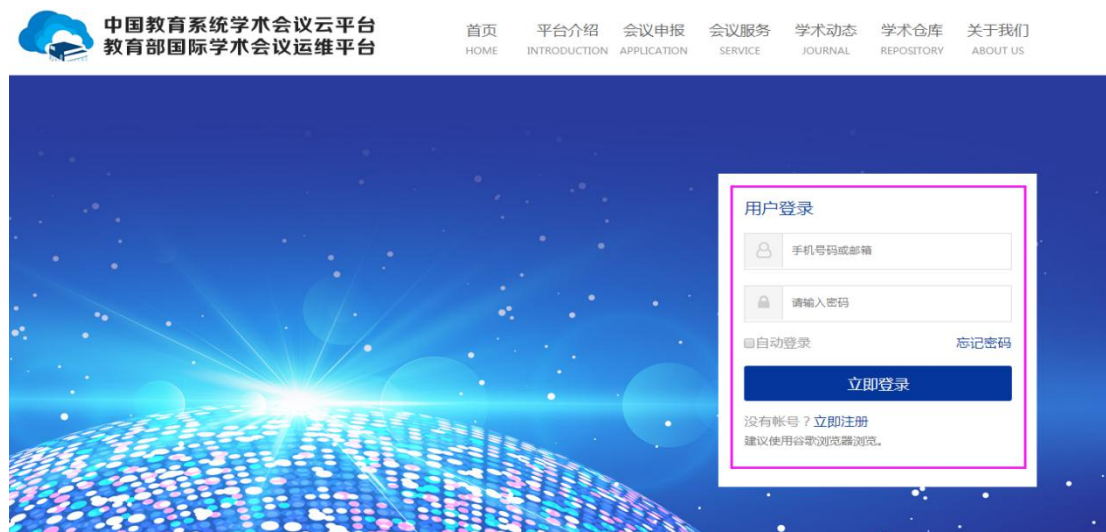 中国教育系统学术会议云平台
教育部国际学术会议运维平台
首页 平台介绍 会议申报 会议服务 学术动态 学术仓库 关于我们
HOME INTRODUCTION APPLICATION SERVICE JOURNAL REPOSITORY ABOUT US
用户登录
手机号码或邮箱
请输入密码
自动登录 忘记密码
立即登录
没有帐号？立即注册
建议使用谷歌浏览器浏览。